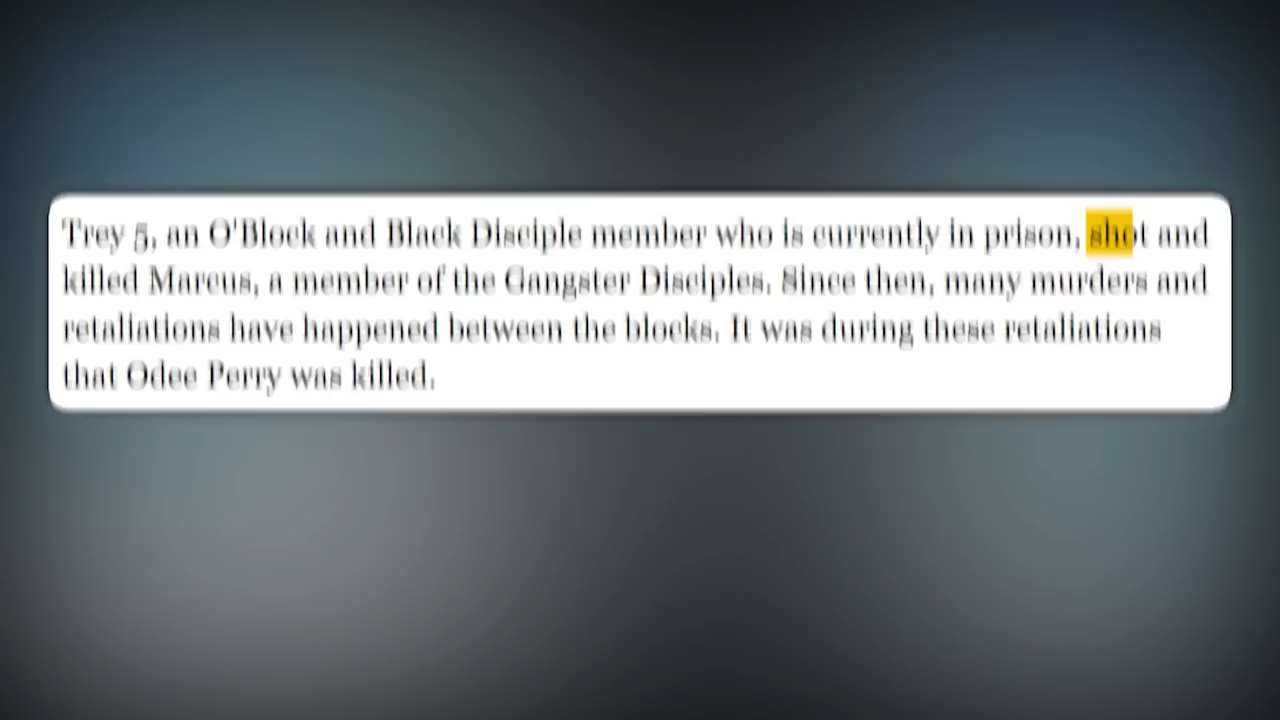 Trey 5, an O'Block and Black Disciple member who is currently in prison, shot and
killed Marcus, a member of the Gangster Disciples. Since then, many murders and
retaliations have happened between the blocks. It was during these retaliations
that Odee Perry was killed.